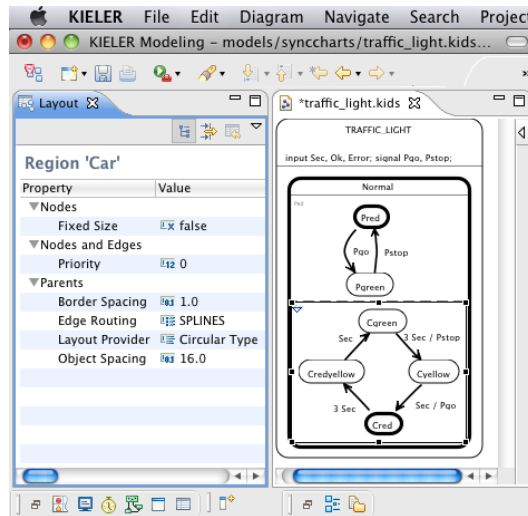 KIELER File Edit Diagram Navigate Search Projec
KIELER Modeling – models/synccharts/traffic_light.kids...
Layout
Region 'Car'
Property Value
Nodes
Fixed Size false
Nodes and Edges
Priority 0
Parents
Border Spacing 1.0
Edge Routing SPLINES
Layout Provider Circular Type
Object Spacing 16.0
*traffic_light.kids
TRAFFIC_LIGHT
input Sec, Ok, Error; signal Pgo, Pstop;
Normal
Ped
Pred
Pgo Pstop
Pgreen
Cgreen
Sec 3 Sec / Pstop
Credyellow Cyellow
3 Sec Sec / Pgo
Cred